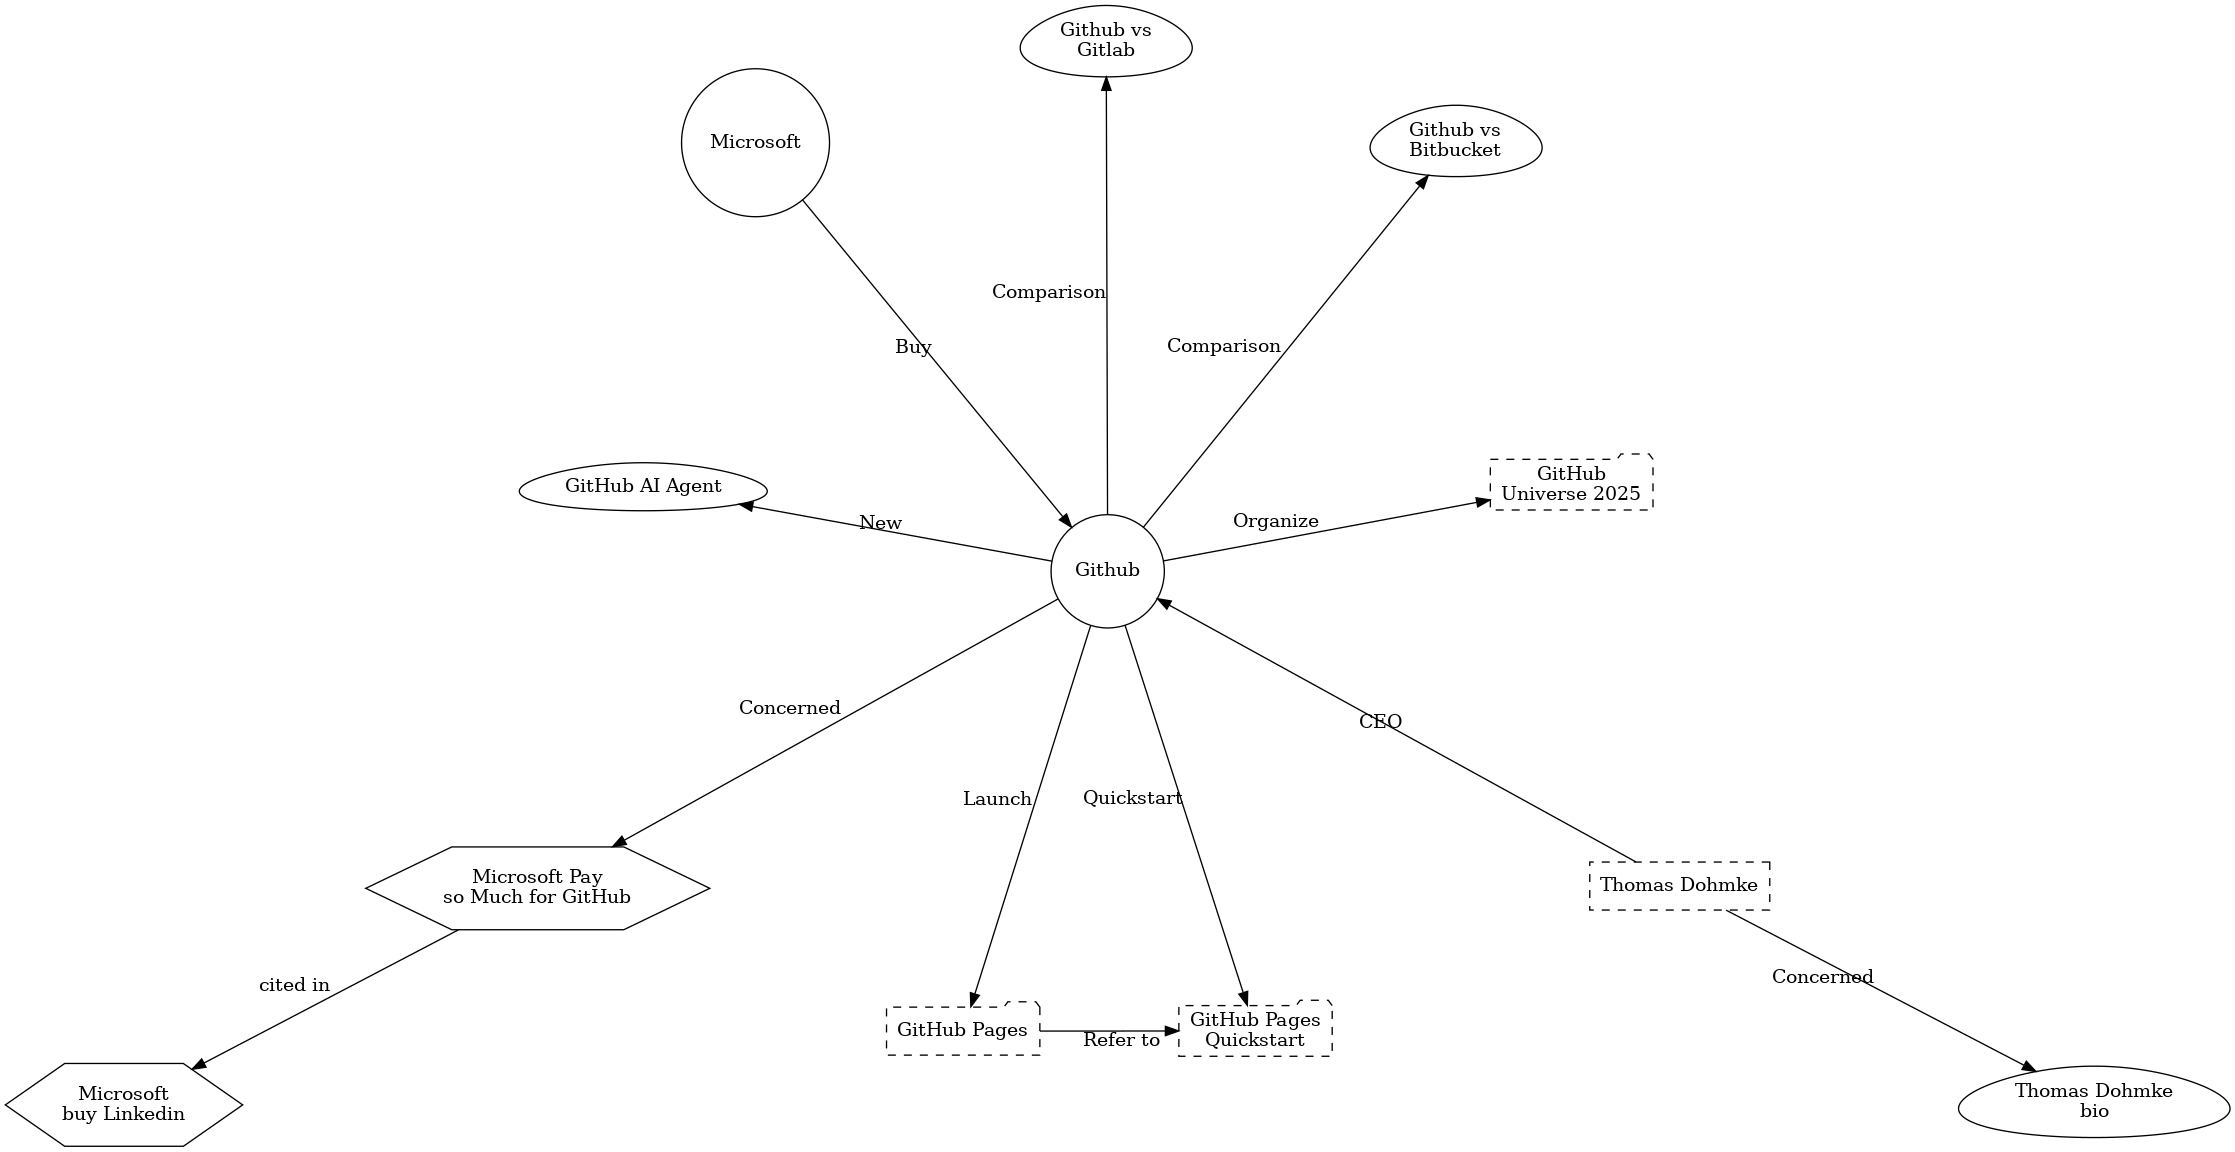 Github vs
Gitlab
Microsoft
Github vs
Bitbucket
Comparison
Buy
Comparison
GitHub AI Agent
New
Organize
GitHub
Universe 2025
Github
Concerned
CEO
Launch
Quickstart
Microsoft Pay
so Much for GitHub
Thomas Dohmke
cited in
Concerned
GitHub Pages
Refer to
GitHub Pages
Quickstart
Microsoft
buy Linkedin
Thomas Dohmke
bio